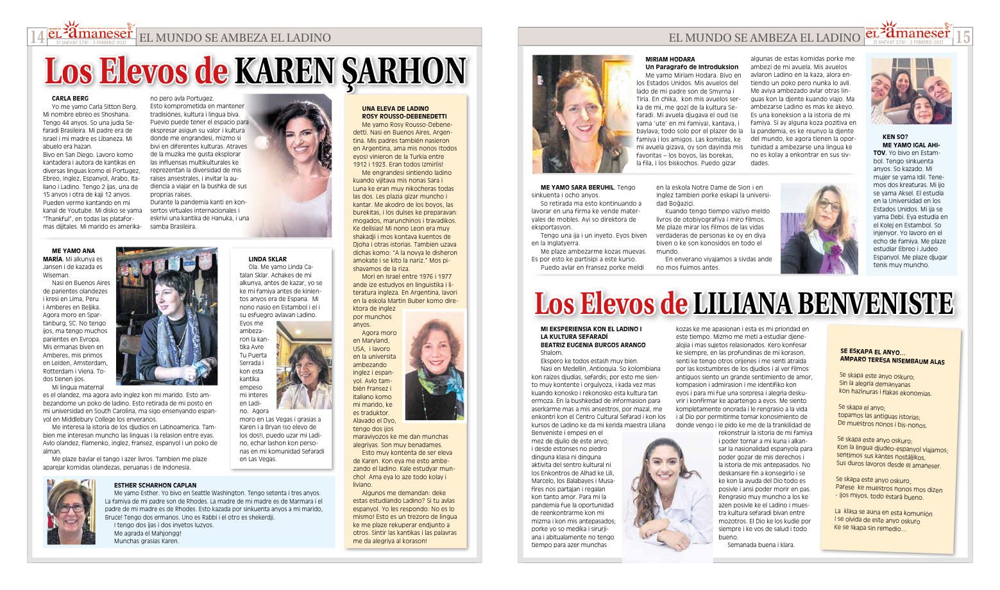 14
EL amaneser
21 SHEVAT 5781 - 3 FEBRERO 2021
EL MUNDO SE AMBEZA EL LADINO
Los Elevos de KAREN ŞARHON
CARLA BERG
Yo me yamo Carla Sitton Berg.
Mi nombre ebreo es Shoshana.
Tengo 44 anyos. So una judia Se-
faradi Brasileira. Mi padre era de
Israel i mi madre es Libaneza. Mi
abuelo era hazan.
Bivo en San Diego. Lavoro komo
kantadera i autora de kantikas en
diversas linguas komo el Portugez,
Ebreo, Inglez, Espanyol, Arabo, Ita-
liano i Ladino. Tengo 2 ijas, una de
15 anyos i otra de kaji 12 anyos.
Pueden verme kantando en mi
kanal de Youtube. Mi disko se yama
“Thankful”, en todas las platafor-
mas dijitales. Mi marido es amerika-
no pero avla Portugez.
Esto komprometida en mantener
tradisiónes, kultura i lingua biva.
Puevio puede tener el espacio para
ekspresar asigun su valor i kultura
donde me engrandesi, mizmo si
bivi en diferentes kulturas. Atraves
de la muzika me gusta eksplorar
las influensas multikulturales ke
reprezentan la diversidad de mis
raises ansestrales, i invitar la au-
diencia a viajar en la bushka de sus
proprias raises.
Durante la pandemia kanti en kon-
sertos virtuales internacionales i
eskrivi una kantika de Hanuka, i una
samba Brasileira.
ME YAMO ANA
MARÍA. Mi alkunya es
Jansen i de kazada es
Wiseman.
Nasi en Buenos Aires
de parientes olandezes
i kresi en Lima, Peru
i Amberes en Beljika.
Agora moro en Spar-
tanburg, SC. No tengo
ijos, ma tengo muchos
parientes en Evropa.
Mis ermanas biven en
Amberes, mis primos
en Leiden, Amsterdam,
Rotterdam i Viena. To-
dos tienen ijos.
Mi lingua maternal
es el olandez, ma agora avlo inglez kon mi marido. Esto am-
bezandome un poko de ladino. Esto retirada de mi posto en
mi universidad en South Carolina, ma sigo ensenyando espan-
yol en Middlebury College los enveranos.
Me interesa la istoria de los djudios en Latinoamerica. Tam-
bien me interesan muncho las linguas i la relasion entre eyas.
Avlo olandez, flamenko, inglez, fransez, espanyol i un poko de
alman.
Me plaze baylar el tango i azer livros. Tambien me plaze
aparejar komidas olandezas, peruanas i de Indonesia.
LINDA SKLAR
Ola. Me yamo Linda Ca-
talan Sklar. Achakes de mi
alkunya, antes de kazar, yo se
ke mi famiya antes de kinien-
tos anyos era de Espana. Mi
nono nasio en Estambol i el i
su esfuegro avlavan Ladino.
Eyos me
ambeza-
ron la kan-
tika Avre
Tu Puerta
Serrada i
kon esta
kantika
empeso
mi interes
en Ladi-
no. Agora
moro en Las Vegas i grasias a
Karen i a Bryan (so elevo de
los dos!), puedo uzar mi Ladi-
no, echar lashon kon perso-
nas en mi komunidad Sefaradi
en Las Vegas.
ESTHER SCHARHON CAPLAN
Me yamo Esther. Yo bivo en Seattle Washington. Tengo setenta i tres anyos.
La famiya de mi padre son de Rhodes. La madre de mi madre es de Marmara i el
padre de mi madre es de Rhodes. Esto kazada por sinkuenta anyos a mi marido,
Bruce! Tengo dos ermanos. Uno es Rabbi i el otro es shekerdji.
I tengo dos ijas i dos inyetos luzyos.
Me agrada el Mahjongg!
Munchas grasias Karen.
UNA ELEVA DE LADINO
ROSY ROUSSO-DEBENEDETTI
Me yamo Rosy Rousso-Debene-
detti. Nasi en Buenos Aires, Argen-
tina. Mis padres también nasieron
en Argentina, ama mis nonos (todos
eyos) vinieron de la Turkia entre
1912 i 1923. Eran todos Izmirlis!
Me engrandesi sintiendo ladino
kuando vijitava mis nonas Sara i
Luna ke eran muy nikocheras todas
las dos. Les plazia gizar muncho i
kantar. Me akodro de los boyos, las
burekitas, i los dulses ke preparavan:
mogados, marunchinos i travadikos.
Ke delisias! Mi nono Leon era muy
shakadji i mos kontava kuentos de
Djoha i otras istorias. Tambien uzava
dichas komo: “A la novya le disheron
amokate i se kito la nariz.” Mos pi-
shavamos de la riza.
Mori en Israel entre 1976 i 1977
ande ize estudyos en linguistika i li-
teratura ingleza. En Argentina, lavori
en la eskola Martin Buber komo dire-
ktora de inglez
por munchos
anyos.
Agora moro
en Maryland,
USA, i lavoro
en la universita
ambezando
inglez i espan-
yol. Avlo tam-
bién fransez i
italiano komo
mi marido, ke
es traduktor.
Alavado el Dyo,
tengo dos ijos
maraviyozos ke me dan munchas
alegriyas. Son muy benadames.
Esto muy kontenta de ser eleva
de Karen. Kon eya me esto ambe-
zando el ladino. Kale estudyar mun-
cho! Ama eya lo aze todo kolay i
liviano.
Algunos me demandan: deke
estas estudiando Ladino? Si tu avlas
espanyol. Yo les respondo: No es lo
mismo! Esto es un trezoro de lingua
ke me plaze rekuperar endjunto a
otros. Sintir las kantikas i las palavras
me da alegriya al korason!
EL MUNDO SE AMBEZA EL LADINO
EL amaneser
21 SHEVAT 5781 - 3 FEBRERO 2021
15
MIRIAM HODARA
Un Paragrafo de Introduksion
Me yamo Miriam Hodara. Bivo en
los Estados Unidos. Mis avuelos del
lado de mi padre son de Smyrna i
Tiria. En chika, kon mis avuelos ser-
ka de mi, me gozi de la kultura Se-
faradi. Mi avuela djugava el oud (se
yama ‘ute’ en mi famiya), kantava, i
baylava; todo solo por el plazer de la
famiya i los amigos. Las komidas, ke
mi avuela gizava, oy son dayinda mis
favoritas – los boyos, las borekas,
la fila, i los biskochos. Puedo gizar
algunas de estas komidas porke me
ambezi de mi avuela. Mis avuelos
avlaron Ladino en la kaza, alora en-
tiendo un poko pero nunka lo avli.
Me aviya ambezado avlar otras lin-
guas kon la djente kuando viajo. Ma
ambezarse Ladino es mas ke akeyo.
Es una koneksion a la istoria de mi
famiya. Si ay alguna koza pozitiva en
la pandemia, es ke reunyo la djente
del mundo, ke agora tienen la opor-
tunidad a ambezarse una lingua ke
no es kolay a enkontrar en sus siv-
dades.
KEN SO?
ME YAMO IGAL AHI-
TOV. Yo bivo en Estam-
bol. Tengo sinkuenta
anyos. So kazado. Mi
mujer se yama Idil. Tene-
mos dos kreaturas. Mi ijo
se yama Aksel. El estudia
en la Universidad en los
Estados Unidos. Mi ija se
yama Debi. Eya estudia en
el Kolej en Estambol. So
injenyor. Yo lavoro en el
echo de famiya. Me plaze
estudiar Ebreo i Judeo
Espanyol. Me plaze djugar
tenis muy muncho.
ME YAMO SARA BERUHIL. Tengo
sinkuenta i ocho anyos.
So retirada ma esto kontinuando a
lavorar en una firma ke vende mater-
yales de mobles. Ayi so direktora de
eksportasyon.
Tengo una ija i un inyeto. Eyos biven
en la Inglatyerra.
Me plaze ambezarme kozas muevas.
Es por esto ke partisipi a este kurso.
Puedo avlar en fransez porke meldi
en la eskola Notre Dame de Sion i en
Inglez tambien porke eskapi la universi-
dad Boğaziçi.
Kuando tengo tiempo vaziyo meldo
livros de otobiyografiya i miro filmos.
Me plaze mirar los filmos de las vidas
verdaderas de personas ke oy en diya
biven o ke son konosidos en todo el
mundo.
En enverano viyajamos a sivdas ande
no mos fuimos antes.
Los Elevos de LILIANA BENVENISTE
MI EKSPERIENSIA KON EL LADINO I
LA KULTURA SEFARADÍ
BEATRIZ EUGENIA BURGOS ARANGO
Shalom.
Ekspero ke todos estash muy bien.
Nasi en Medellín, Antioquia. So kolombiana
kon raizes djudias, sefardis; por esto me sien-
to muy kontente i orgulyoza, i kada vez mas
kuando konosko i rekonosko esta kultura tan
ermoza. En la bushkedad de informasion para
aserkarme mas a mis ansestros, por mazal, me
enkontri kon el Centro Cultural Sefarad i kon los
kursos de Ladino ke da mi kerida maestra Liliana
Benveniste i empesi en el
mez de djulio de este anyo;
i desde estonses no piedro
dinguna klasa ni dinguna
aktivita del sentro kultural ni
los Enkontros de Alhad ke Lili,
Marcelo, los Balabayes i Musa-
fires nos partajan i regalan
kon tanto amor. Para mi la
pandemia fue la oportunidad
de reenkontrarme kon mi
mizma i kon mis antepasados;
porke yo so medika i sirurji-
ana i abitualamente no tengo
tiempo para azer munchas
kozas ke me apasionan i esta es mi prioridad en
este tiempo. Mizmo me meti a estudiar djene-
alojia i mas sujetos relasionados. Kero konfesar
ke siempre, en las profundinas de mi korason,
senti ke tengo otros orijenes i me senti atraida
por las kostumbres de los djudios i al ver filmos
antiguos siento un grande sentimiento de amor,
kompasion i admirasion i me identifiko kon
eyos i para mi fue una sorpresa i alegria desku-
vrir i konfirmar ke apartengo a eyos. Me siento
kompletamente onorada i le rengrasio a la vida
i al Dio por permitirme tomar konosimiento de
donde vengo i le pido ke me de la trankilidad de
rekonstruir la istoria de mi famiya
i poder tornar a mi kuna i alkan-
sar la nasionalidad espanyola para
poder gozar de mis derechos i
la istoria de mis antepasados. No
deskansare fin a konsegirlo i se
ke kon la ayuda del Dio todo es
posivle i ansi poder morir en pas.
Rengrasio muy muncho a los ke
azen posivle ke el Ladino i mues-
tra kultura sefaradi bivan entre
mozotros. El Dio ke los kudie por
siempre i ke vos de salud i todo
bueno.
Semanada buena i klara.
SE ESKAPA EL ANYO...
AMPARO TERESA NISEMBAUM ALAS
Se skapa este anyo oskuro;
Sin la alegría demanyanas
kon hazinuras i flakas ekonomias.
Se skapa el anyo;
topamos las antiguas istorias;
De muestros nonos i bis-nonos.
Se skapa este anyo oskuro;
Kon la lingua djudeo-espanyol viajamos;
sentimos sus kantes nostáljikos,
Sus duros lavoros desde el amaneser.
Se skapa este anyo oskuro,
Parese ke muestros nonos mos dizen
- Ijos miyos, todo estará bueno.
La klasa se auna en esta komunión
I se olvida de este anyo oskuro
Ke se skapa sin remedio...